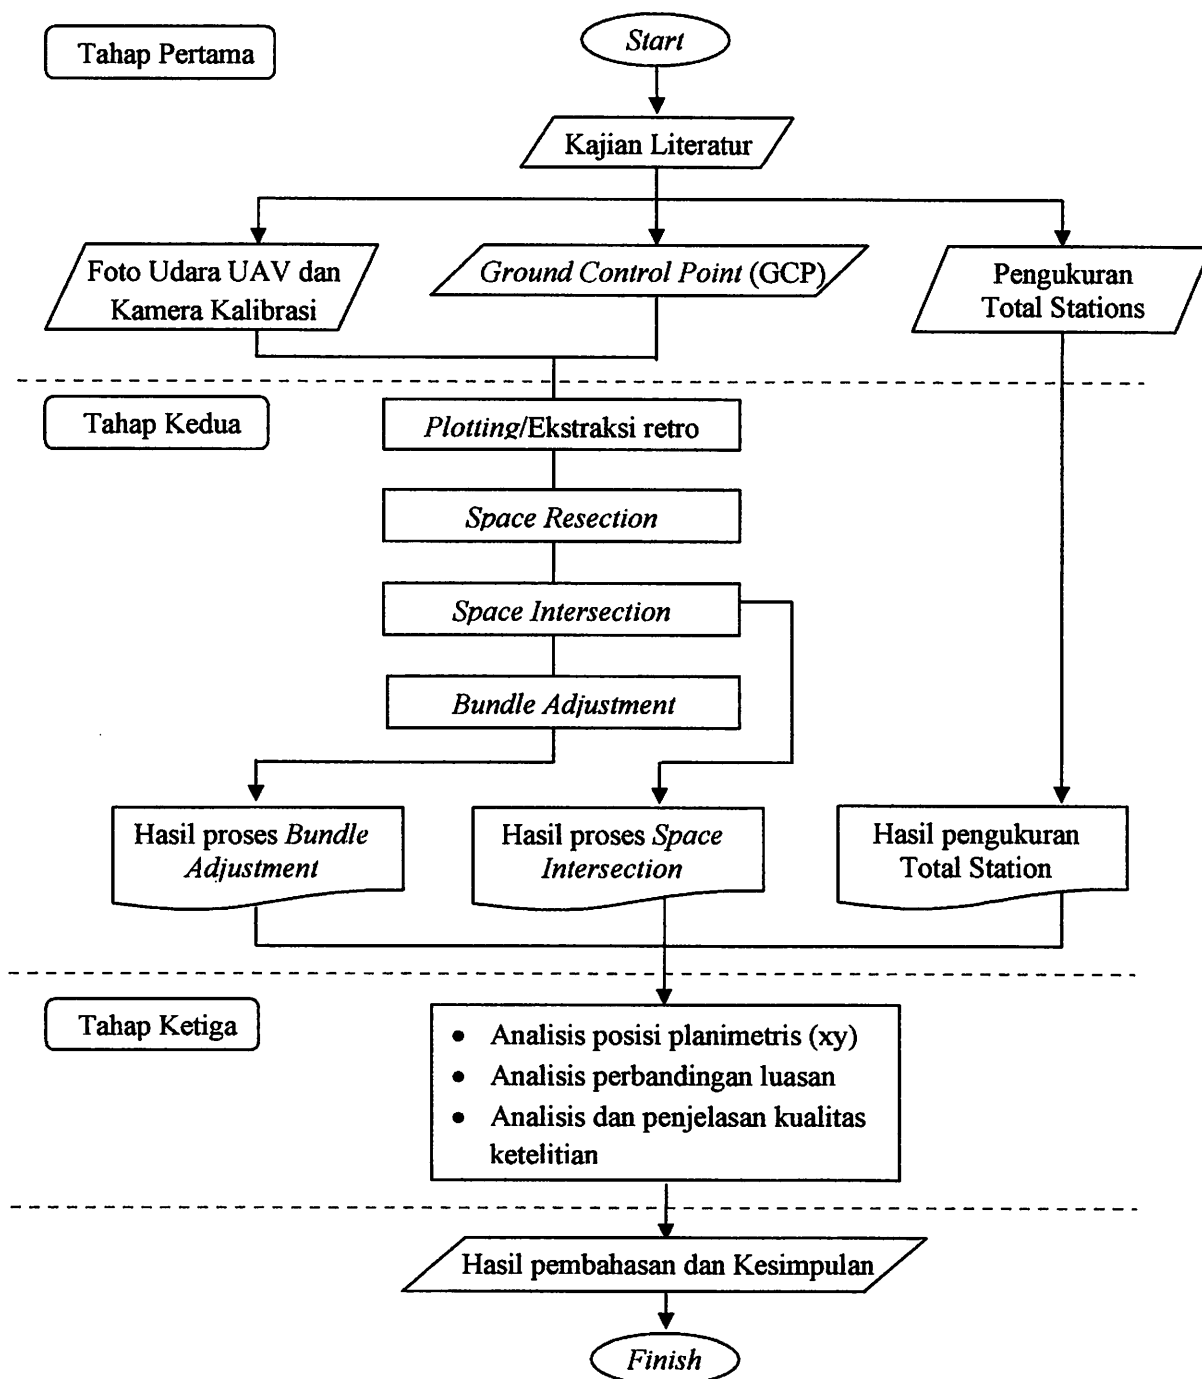 Tahap Pertama
Start
Kajian Literatur
Foto Udara UAV dan
Kamera Kalibrasi
Ground Control Point (GCP)
Pengukuran
Total Stations
Tahap Kedua
Plotting/Ekstraksi retro
Space Resection
Space Intersection
Bundle Adjustment
Hasil proses Bundle
Adjustment
Hasil proses Space
Intersection
Hasil pengukuran
Total Station
Tahap Ketiga
• Analisis posisi planimetris (xy)
• Analisis perbandingan luasan
• Analisis dan penjelasan kualitas
ketelitian
Hasil pembahasan dan Kesimpulan
Finish